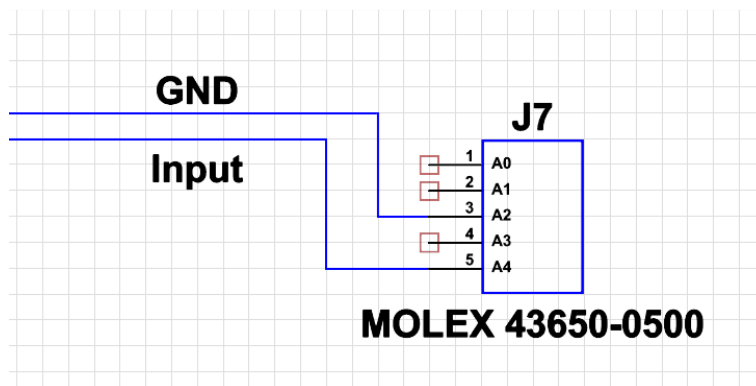 GND
J7
Input
1 A0
2 A1
3 A2
4 A3
5 A4
MOLEX 43650-0500